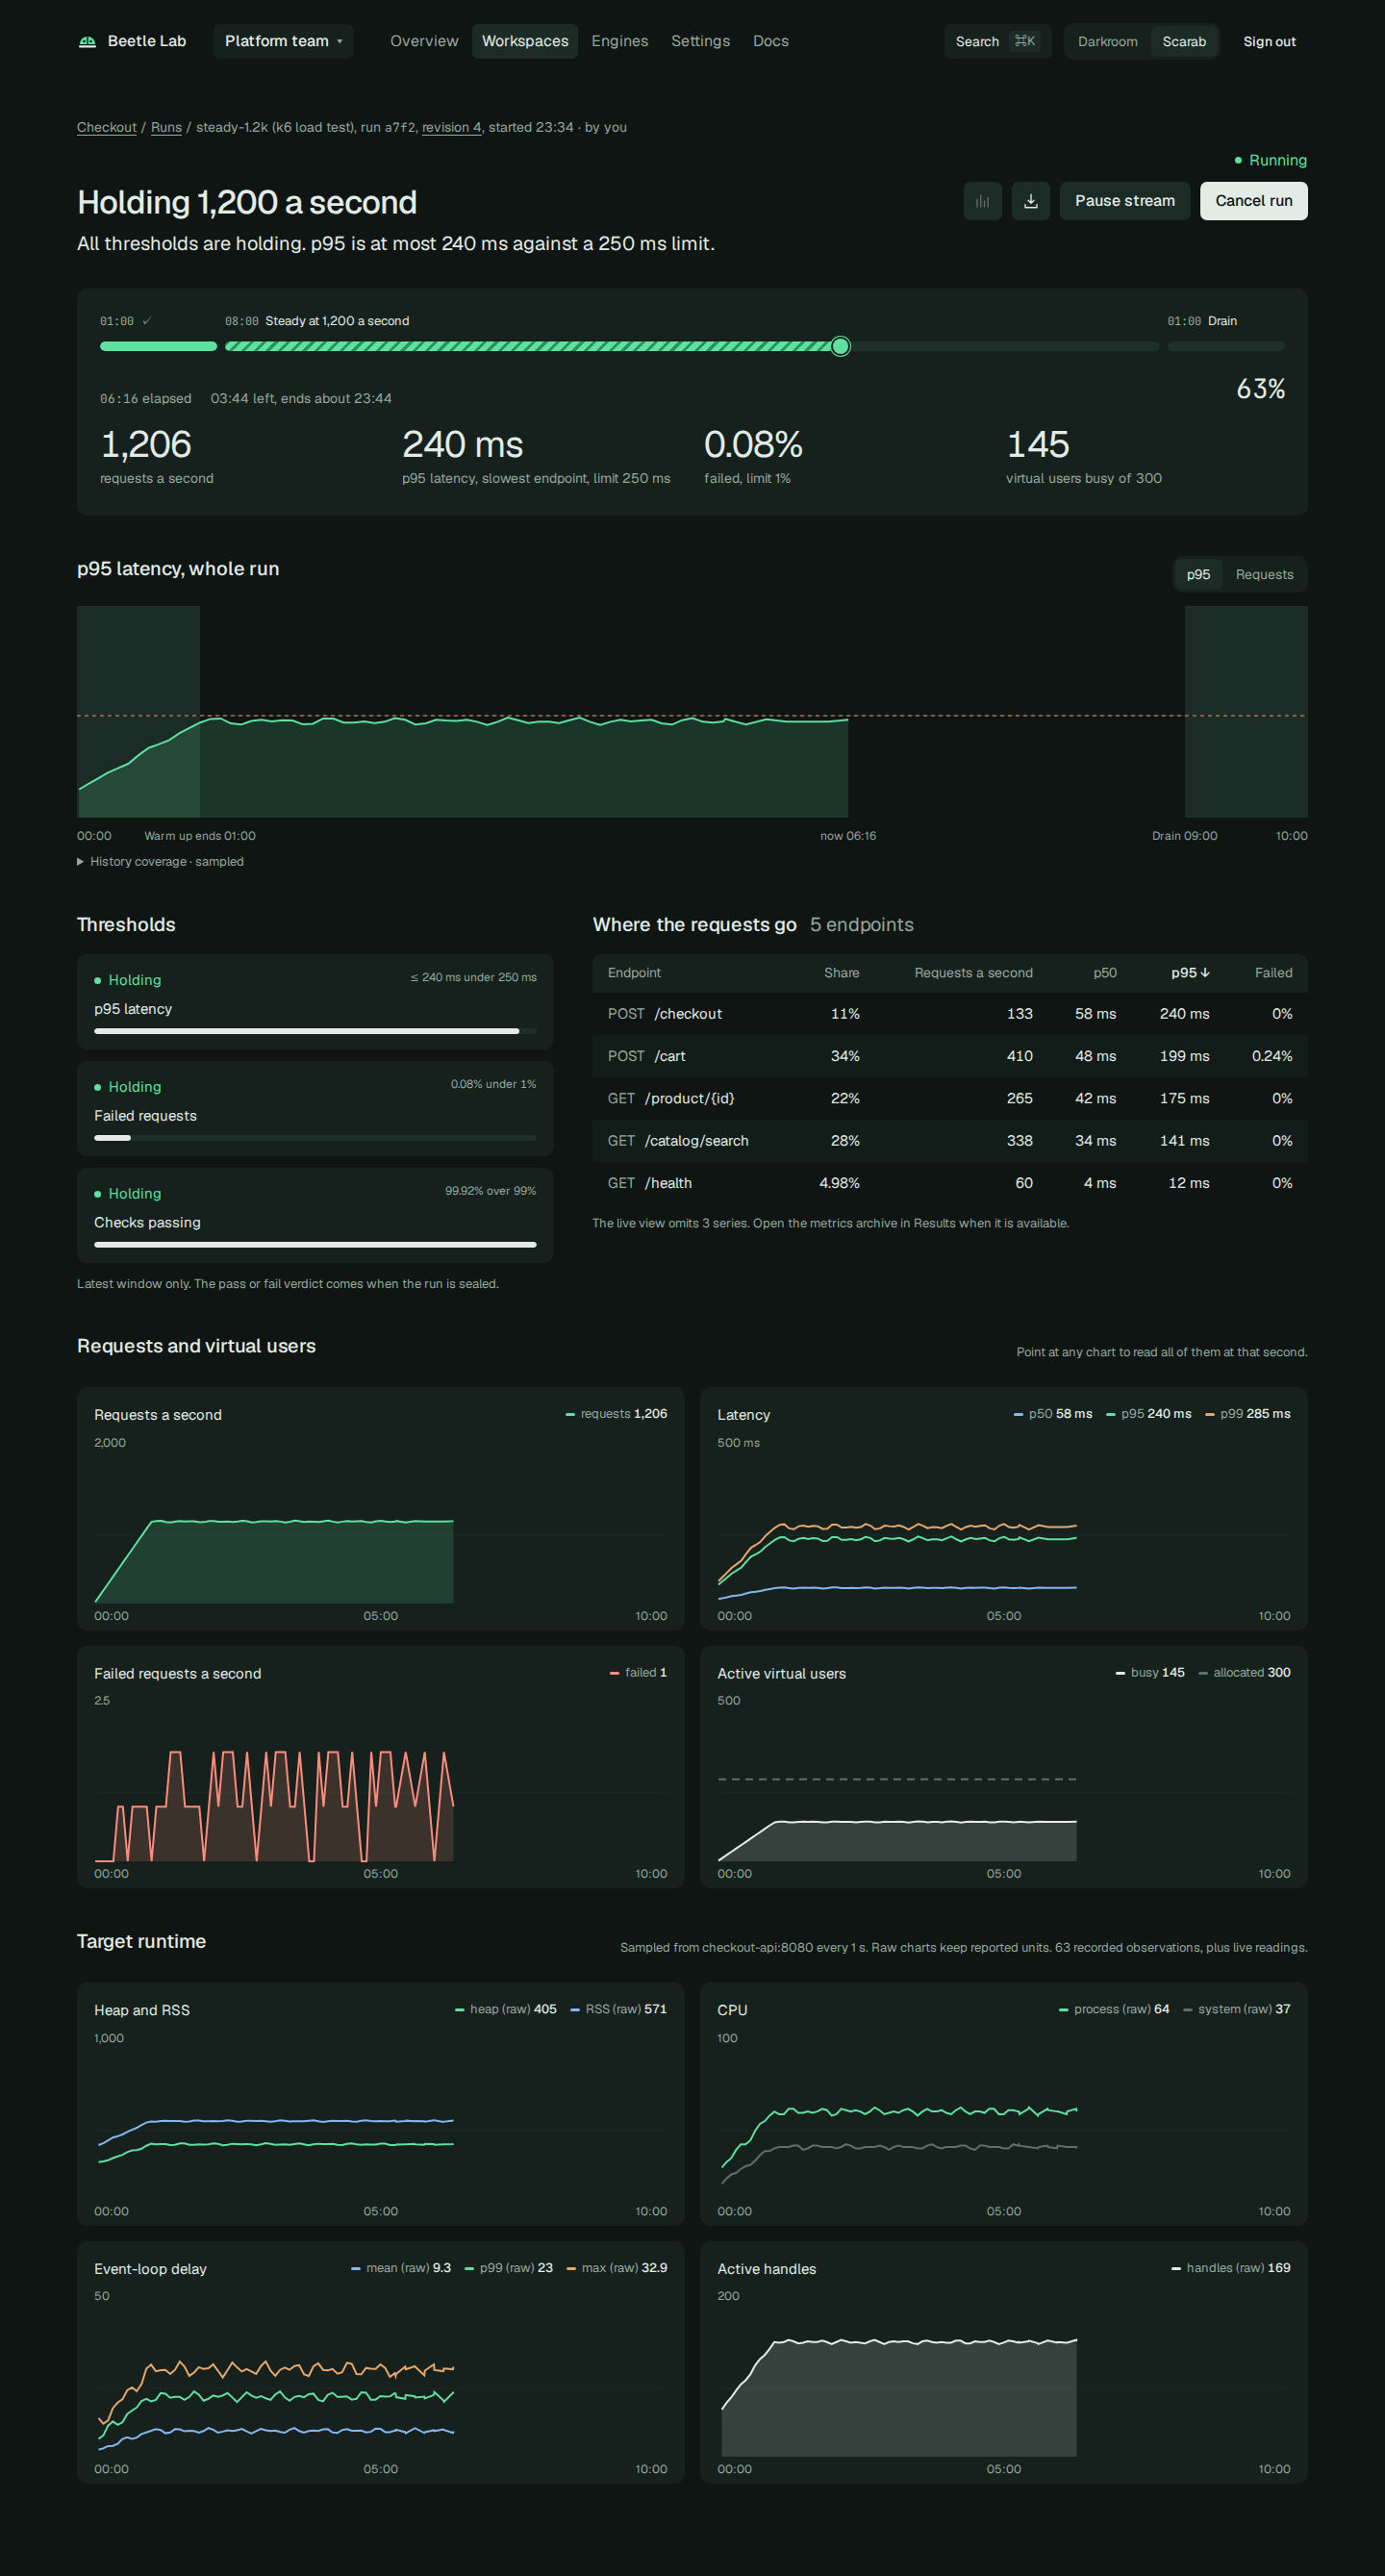 Beetle Lab Platform team ▾ Overview Workspaces Engines Settings Docs Search ⌘K Darkroom Scarab Sign out
Checkout / Runs / steady-1.2k (k6 load test), run a7f2, revision 4, started 23:34 · by you
Running
Holding 1,200 a second
Pause stream Cancel run
All thresholds are holding. p95 is at most 240 ms against a 250 ms limit.
01:00 ✓ 08:00 Steady at 1,200 a second 01:00 Drain
06:16 elapsed 03:44 left, ends about 23:44 63%
1,206 240 ms 0.08% 145
requests a second p95 latency, slowest endpoint, limit 250 ms failed, limit 1% virtual users busy of 300
p95 latency, whole run p95 Requests
00:00 Warm up ends 01:00 now 06:16 Drain 09:00 10:00
▶ History coverage · sampled
Thresholds
Holding ≤ 240 ms under 250 ms
p95 latency
Holding 0.08% under 1%
Failed requests
Holding 99.92% over 99%
Checks passing
Latest window only. The pass or fail verdict comes when the run is sealed.
Where the requests go 5 endpoints
Endpoint Share Requests a second p50 p95 ↓ Failed
POST /checkout 11% 133 58 ms 240 ms 0%
POST /cart 34% 410 48 ms 199 ms 0.24%
GET /product/{id} 22% 265 42 ms 175 ms 0%
GET /catalog/search 28% 338 34 ms 141 ms 0%
GET /health 4.98% 60 4 ms 12 ms 0%
The live view omits 3 series. Open the metrics archive in Results when it is available.
Requests and virtual users Point at any chart to read all of them at that second.
Requests a second requests 1,206
2,000
00:00 05:00 10:00
Latency p50 58 ms p95 240 ms p99 285 ms
500 ms
00:00 05:00 10:00
Failed requests a second failed 1
2.5
00:00 05:00 10:00
Active virtual users busy 145 allocated 300
500
00:00 05:00 10:00
Target runtime Sampled from checkout-api:8080 every 1 s. Raw charts keep reported units. 63 recorded observations, plus live readings.
Heap and RSS heap (raw) 405 RSS (raw) 571
1,000
00:00 05:00 10:00
CPU process (raw) 64 system (raw) 37
100
00:00 05:00 10:00
Event-loop delay mean (raw) 9.3 p99 (raw) 23 max (raw) 32.9
50
00:00 05:00 10:00
Active handles handles (raw) 169
200
00:00 05:00 10:00